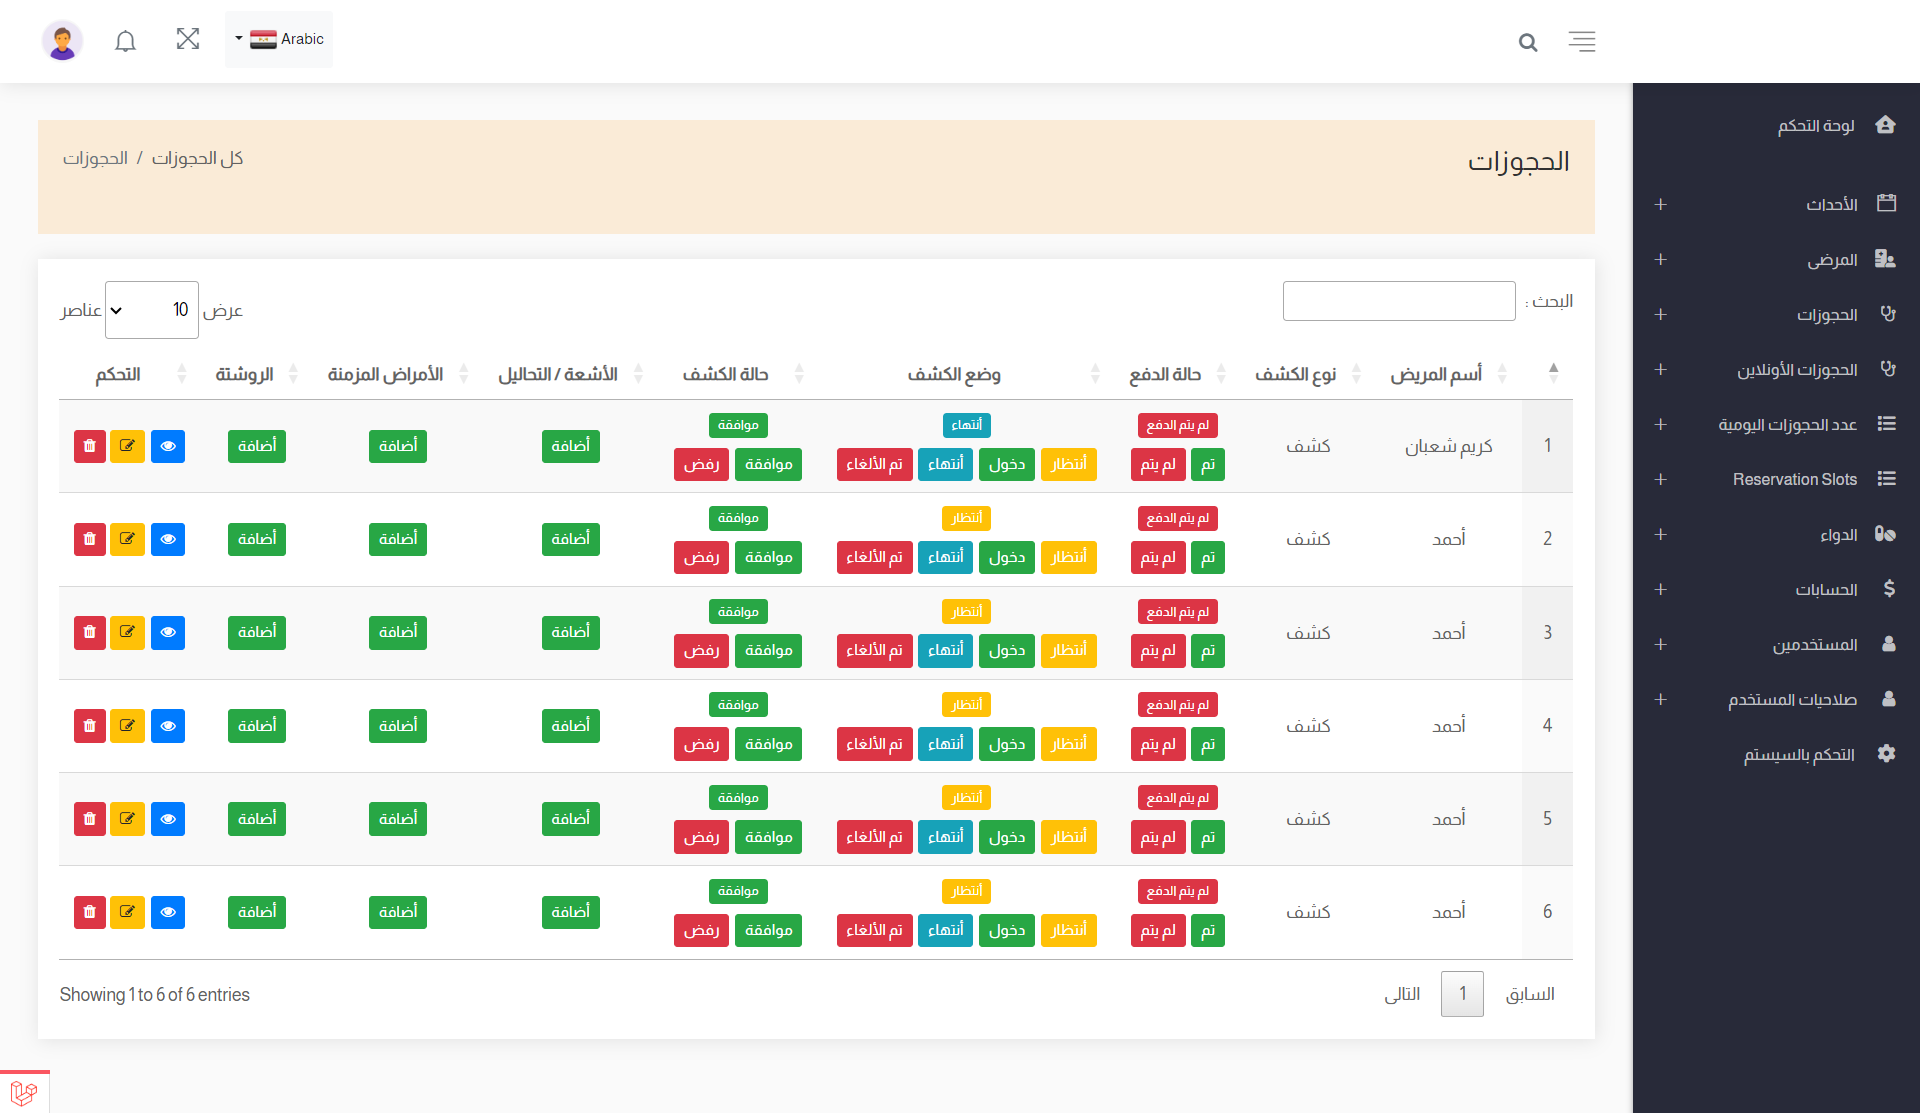 Arabic
لوحة التحكم
الأحداث
المرضى
الحجوزات
الحجوزات الأونلاين
عدد الحجوزات اليومية
Reservation Slots
الدواء
الحسابات
المستخدمين
صلاحيات المستخدم
التحكم بالسيستم
الحجوزات
كل الحجوزات / الحجوزات
البحث :
عرض 10 عناصر
أسم المريض نوع الكشف حالة الدفع وضع الكشف حالة الكشف الأشعة / التحاليل الأمراض المزمنة الروشتة التحكم
لم يتم الدفع أنتهاء موافقة
1 كريم شعبان كشف أضافة أضافة أضافة
تم لم يتم أنتظار دخول أنتهاء تم الألغاء موافقة رفض
لم يتم الدفع أنتظار موافقة
2 أحمد كشف أضافة أضافة أضافة
تم لم يتم أنتظار دخول أنتهاء تم الألغاء موافقة رفض
لم يتم الدفع أنتظار موافقة
3 أحمد كشف أضافة أضافة أضافة
تم لم يتم أنتظار دخول أنتهاء تم الألغاء موافقة رفض
لم يتم الدفع أنتظار موافقة
4 أحمد كشف أضافة أضافة أضافة
تم لم يتم أنتظار دخول أنتهاء تم الألغاء موافقة رفض
لم يتم الدفع أنتظار موافقة
5 أحمد كشف أضافة أضافة أضافة
تم لم يتم أنتظار دخول أنتهاء تم الألغاء موافقة رفض
لم يتم الدفع أنتظار موافقة
6 أحمد كشف أضافة أضافة أضافة
تم لم يتم أنتظار دخول أنتهاء تم الألغاء موافقة رفض
السابق 1 التالى
Showing 1 to 6 of 6 entries